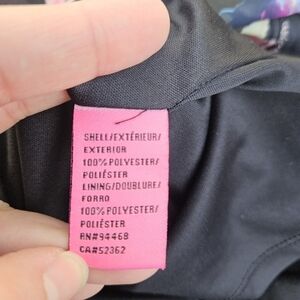 SHELL/EXTÉRIEUR/
EXTERIOR
100% POLYESTER/
POLIÉSTER
LINING/DOUBLURE/
FORRO
100% POLYESTER/
POLIÉSTER
RN#94468
CA#52362